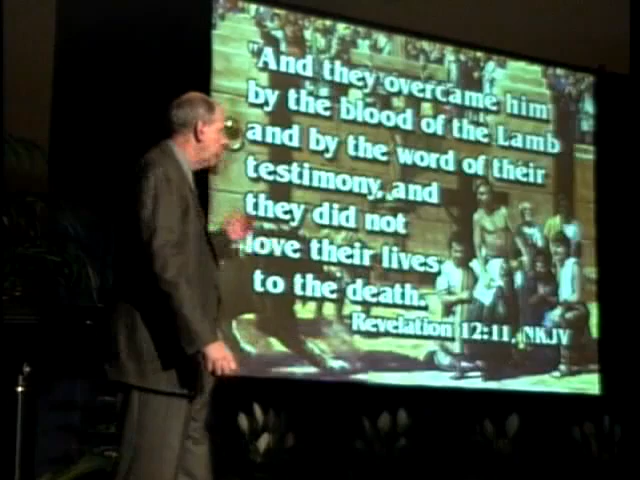 "And they overcame him
by the blood of the Lamb
and by the word of their
testimony, and
they did not
love their lives
to the death.
Revelation 12:11, NKJV